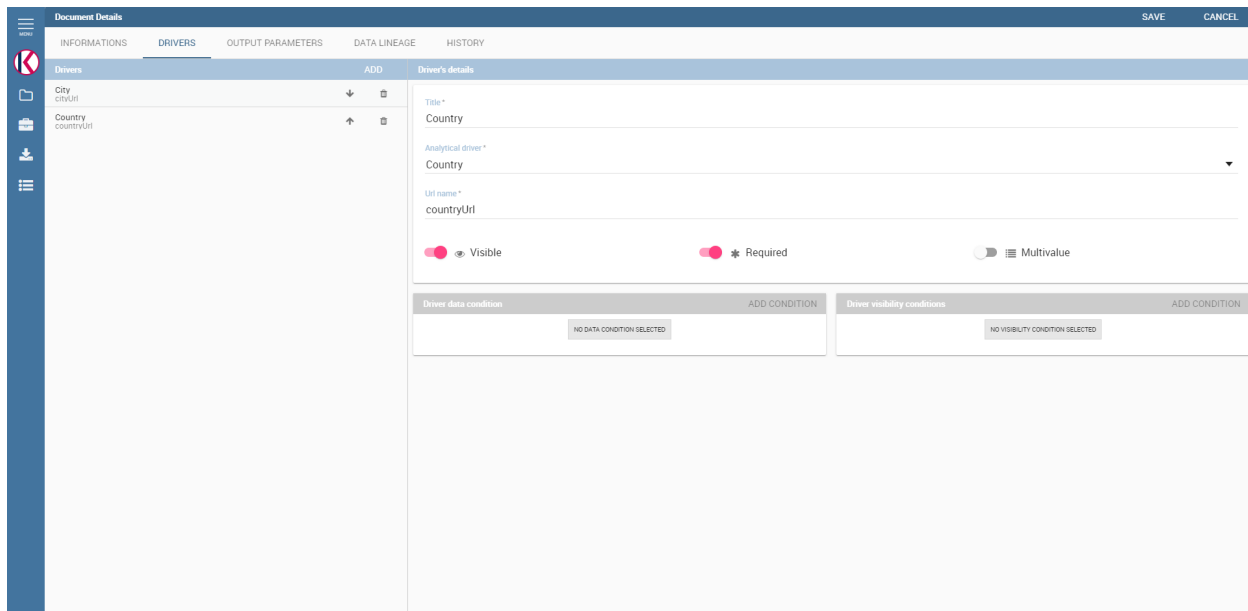 Document Details
SAVE
CANCEL
MENU
INFORMATIONS
DRIVERS
OUTPUT PARAMETERS
DATA LINEAGE
HISTORY
Drivers
ADD
City
cityUrl
Country
countryUrl
Driver's details
Title *
Country
Analytical driver *
Country
Url name *
countryUrl
Visible
Required
Multivalue
Driver data condition
ADD CONDITION
NO DATA CONDITION SELECTED
Driver visibility conditions
ADD CONDITION
NO VISIBILITY CONDITION SELECTED